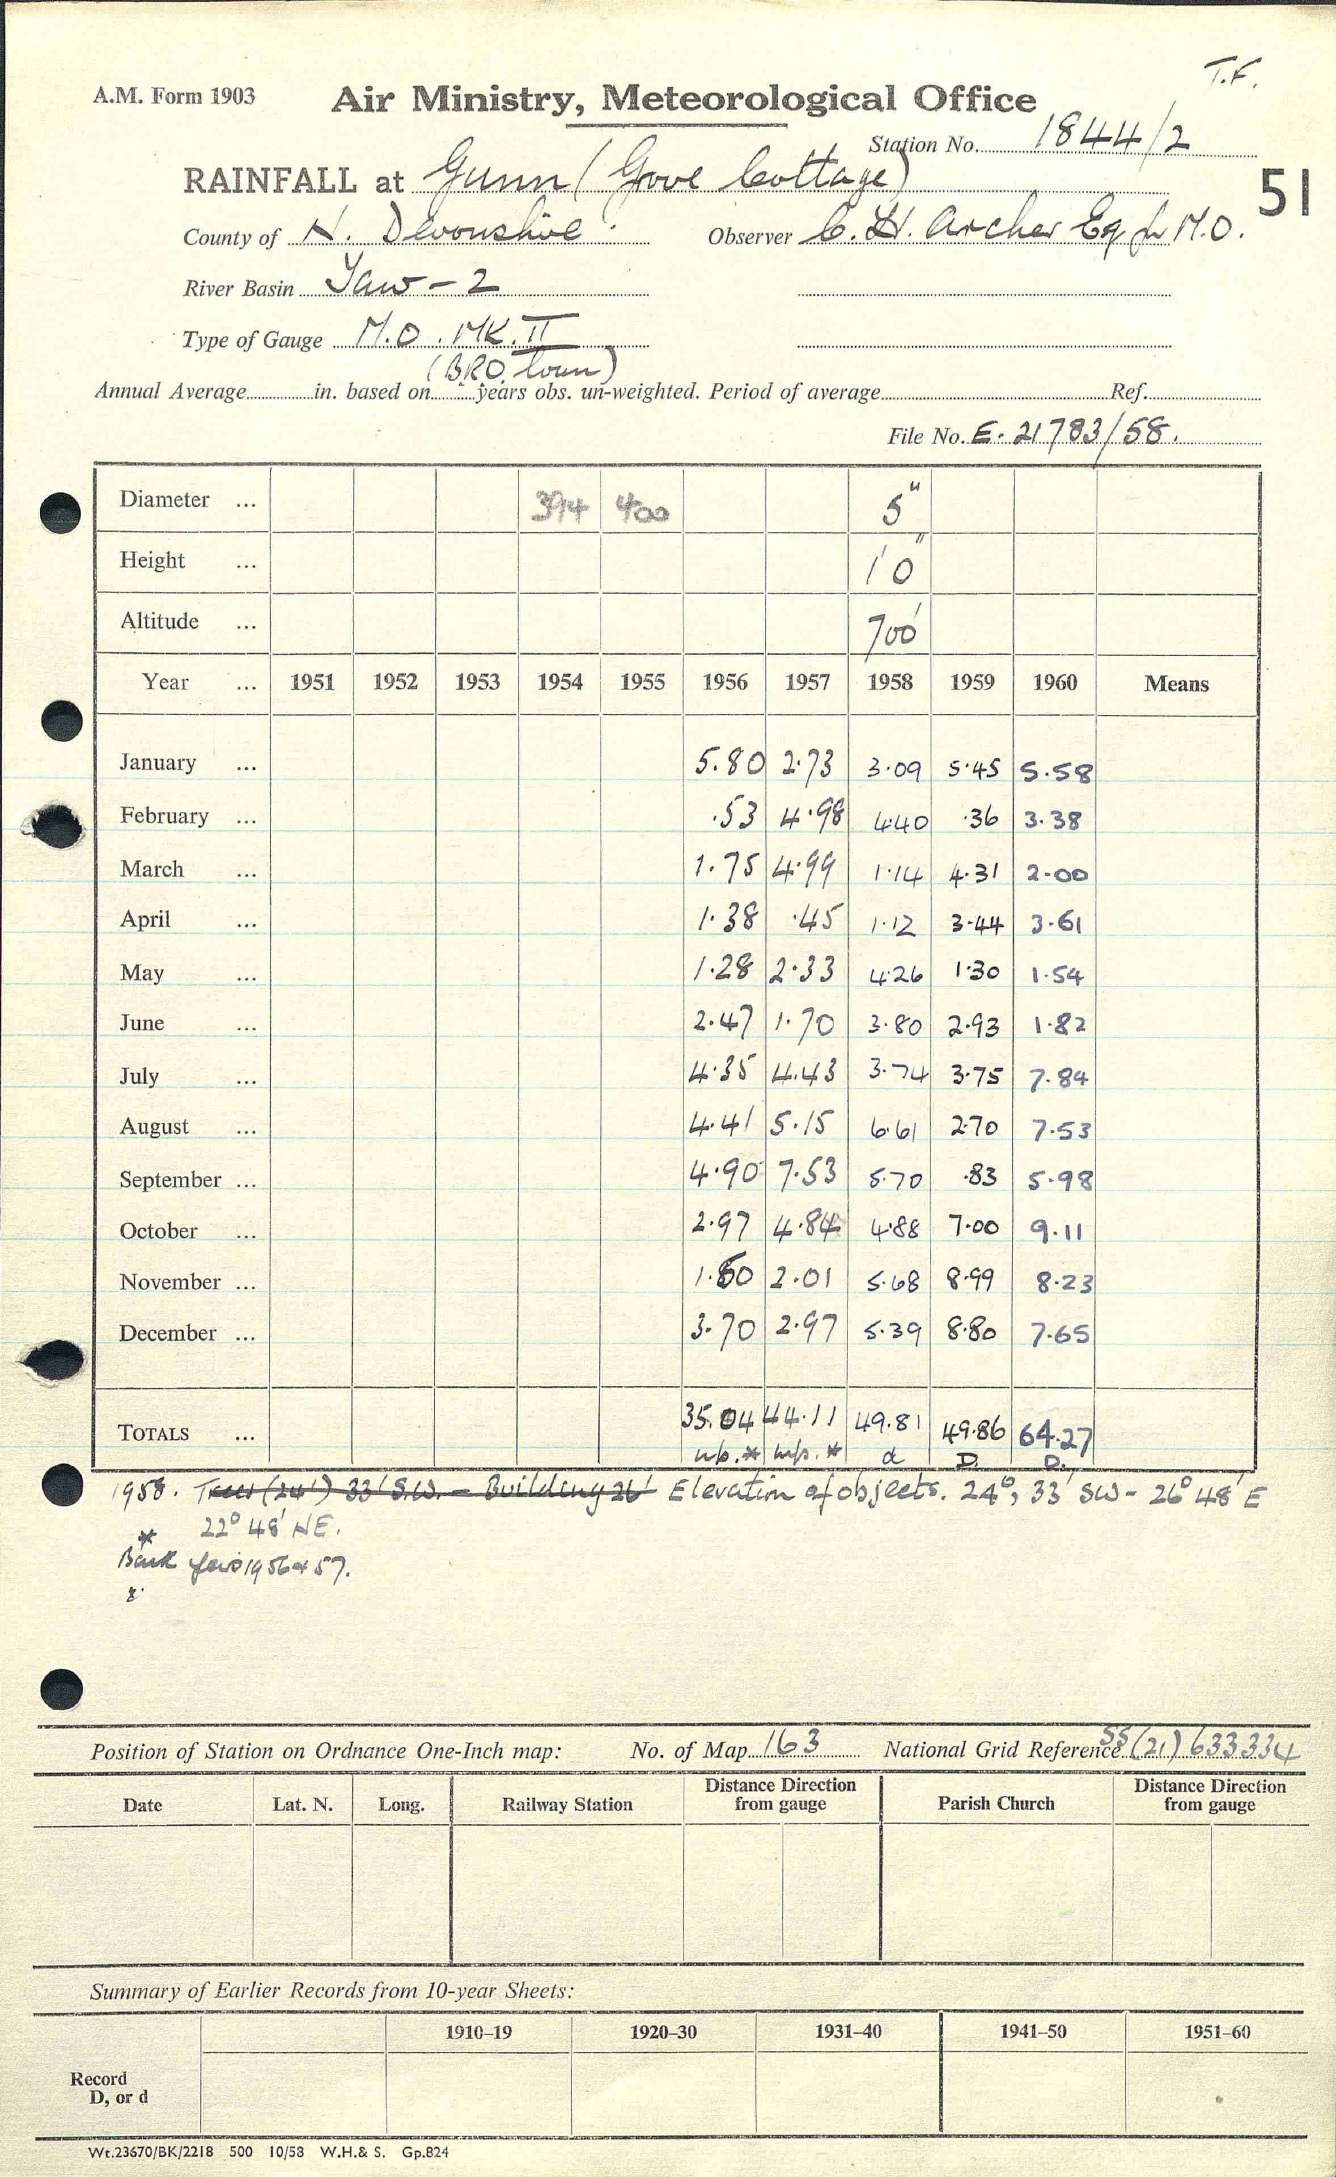 T.F.
A.M. Form 1903 Air Ministry, Meteorological Office
Station No. 1844/2
RAINFALL at Gunn (Grove Cottage) 51
County of N. Devonshire Observer C. H. Archer Esq M.O.
River Basin Taw - 2
Type of Gauge M.O. MK. II
(BRO. Loan)
Annual Average in. based on years obs. un-weighted. Period of average Ref.
File No. E. 21783/58.
Diameter ... 394 400 5"
Height ... 1' 0"
Altitude ... 700'
Year ... 1951 1952 1953 1954 1955 1956 1957 1958 1959 1960 Means
January ... 5.80 2.73 3.09 5.45 5.58
February ... .53 4.98 4.40 .36 3.38
March ... 1.75 4.99 1.14 4.31 2.00
April ... 1.38 .45 1.12 3.44 3.61
May ... 1.28 2.33 4.26 1.30 1.54
June ... 2.47 1.70 3.80 2.93 1.82
July ... 4.35 4.43 3.74 3.75 7.84
August ... 4.41 5.15 6.61 2.70 7.53
September ... 4.90 7.53 5.70 .83 5.98
October ... 2.97 4.84 4.88 7.00 9.11
November ... 1.50 2.01 5.68 8.99 8.23
December ... 3.70 2.97 5.39 8.80 7.65
TOTALS ... 35.04 44.11 49.81 49.86 64.27
np. * np. * d D. D.
1958. Trees (24') 33' S.W. - Building 26' Elevation of objects. 24°, 33' SW - 26° 48' E
22° 48' NE.
*
Back years 1956 + 57.
Position of Station on Ordnance One-Inch map: No. of Map 163 National Grid Reference SS (21) 633334
Date Lat. N. Long. Railway Station Distance Direction from gauge Parish Church Distance Direction from gauge
Summary of Earlier Records from 10-year Sheets:
1910–19 1920–30 1931–40 1941–50 1951–60
Record
D, or d
Wt.23670/BK/2218 500 10/58 W.H.& S. Gp.824